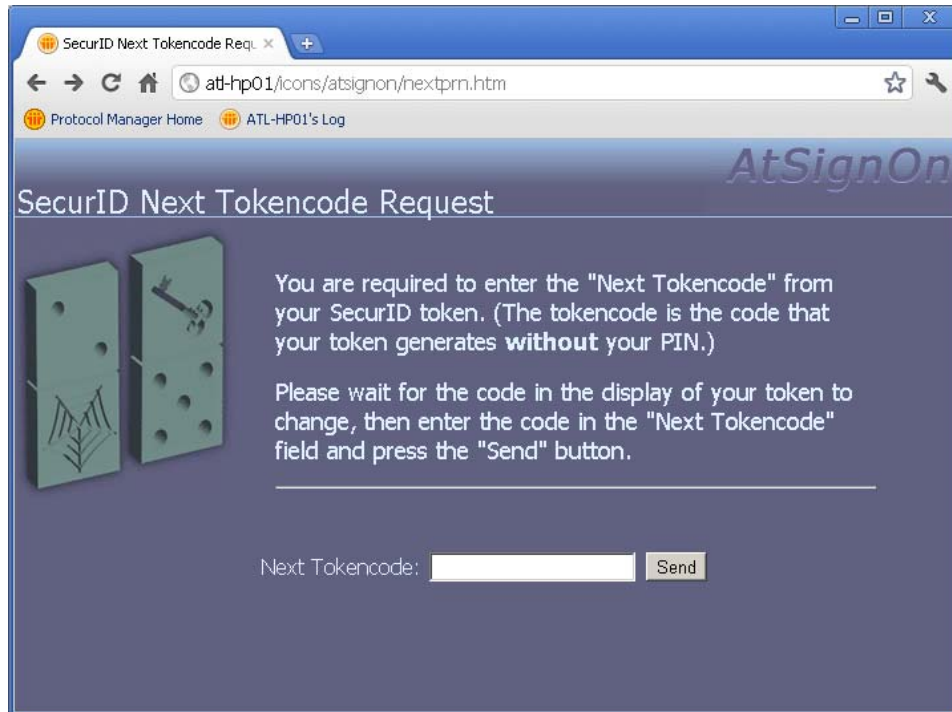 SecurID Next Tokencode Requ
atl-hp01/icons/atsignon/nextprn.htm
Protocol Manager Home ATL-HP01's Log
AtSignOn
SecurID Next Tokencode Request
You are required to enter the "Next Tokencode" from
your SecurID token. (The tokencode is the code that
your token generates without your PIN.)
Please wait for the code in the display of your token to
change, then enter the code in the "Next Tokencode"
field and press the "Send" button.
Next Tokencode: Send